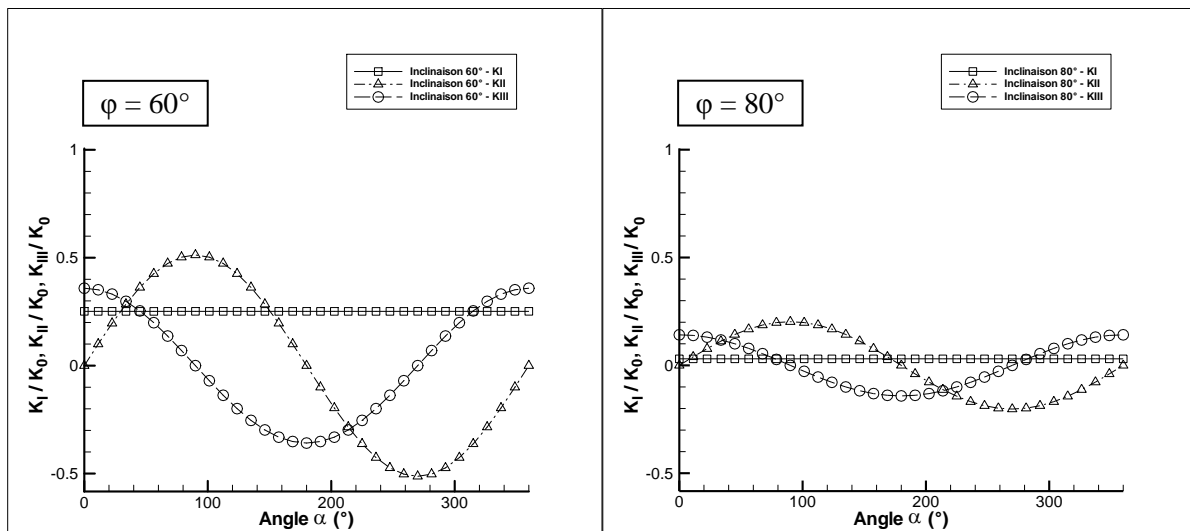 Inclinaison 60° - KI
Inclinaison 60° - KII
Inclinaison 60° - KIII
φ = 60°
1
0.5
0
-0.5
K_I / K_0, K_II / K_0, K_III / K_0
0 100 200 300
Angle α (°)
Inclinaison 80° - KI
Inclinaison 80° - KII
Inclinaison 80° - KIII
φ = 80°
1
0.5
0
-0.5
K_I / K_0, K_II / K_0, K_III / K_0
0 100 200 300
Angle α (°)